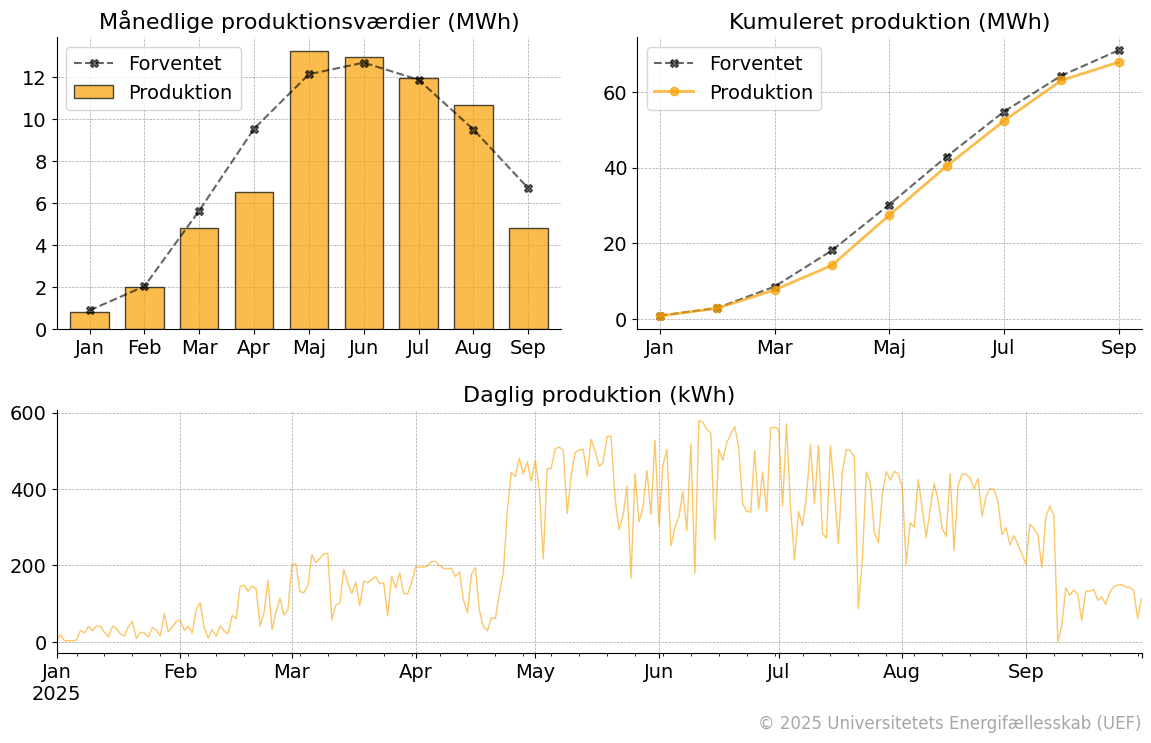 Månedlige produktionsværdier (MWh)
Forventet
Produktion
12
10
8
6
4
2
0
Jan Feb Mar Apr Maj Jun Jul Aug Sep
Kumuleret produktion (MWh)
Forventet
Produktion
60
40
20
0
Jan Mar Maj Jul Sep
Daglig produktion (kWh)
600
400
200
0
Jan Feb Mar Apr May Jun Jul Aug Sep
2025
© 2025 Universitetets Energifællesskab (UEF)